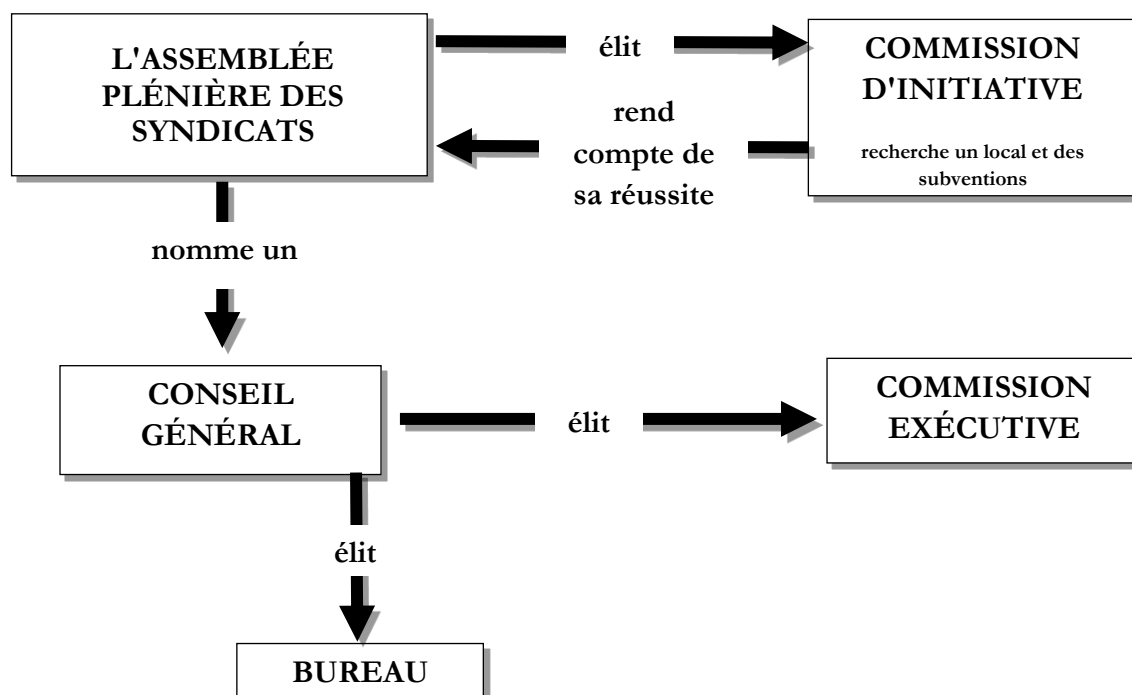 L'ASSEMBLÉE
PLÉNIÈRE DES
SYNDICATS
élit
COMMISSION
D'INITIATIVE
recherche un local et des
subventions
rend
compte de
sa réussite
nomme un
CONSEIL
GÉNÉRAL
élit
COMMISSION
EXÉCUTIVE
élit
BUREAU